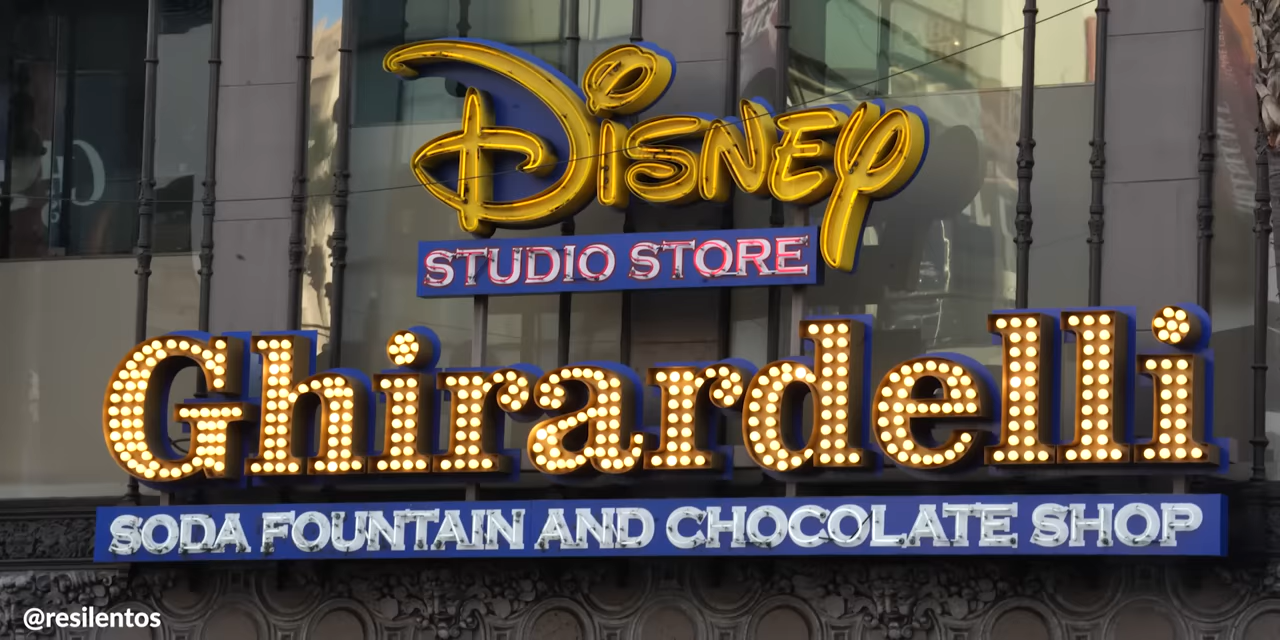 Disney
STUDIO STORE
Ghirardelli
SODA FOUNTAIN AND CHOCOLATE SHOP
@resilentos